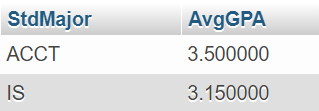 StdMajor AvgGPA
ACCT 3.500000
IS 3.150000